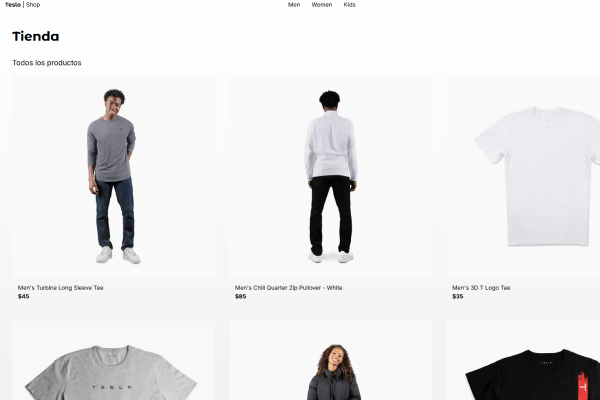 Teslo | Shop
Men Women Kids
Tienda
Todos los productos
Men's Turbine Long Sleeve Tee
$45
Men's Chill Quarter Zip Pullover - White
$85
Men's 3D T Logo Tee
$35
TESLA